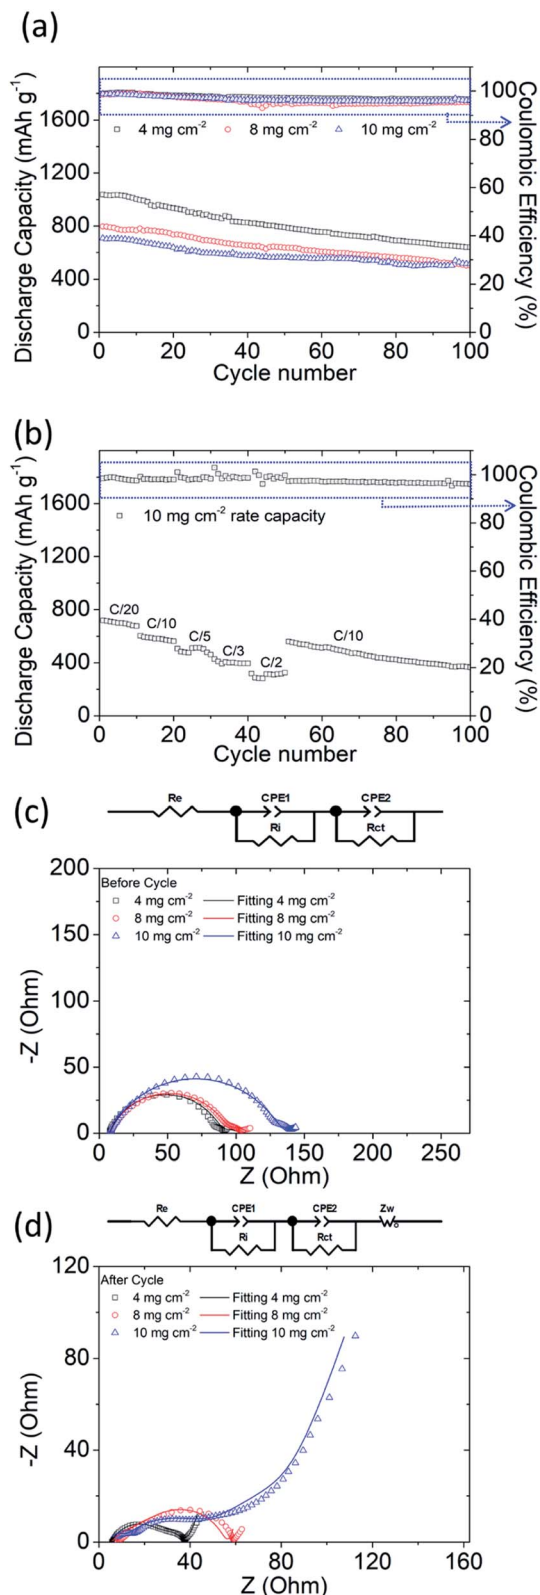 (a)
Discharge Capacity (mAh g⁻¹)
1600
1200
800
400
0
4 mg cm⁻²
8 mg cm⁻²
10 mg cm⁻²
100
80
60
40
20
0
Coulombic Efficiency (%)
0 20 40 60 80 100
Cycle number
(b)
Discharge Capacity (mAh g⁻¹)
1600
1200
800
400
0
10 mg cm⁻² rate capacity
C/20
C/10
C/5
C/3
C/2
C/10
100
80
60
40
20
0
Coulombic Efficiency (%)
0 20 40 60 80 100
Cycle number
(c)
Re
CPE1
CPE2
Ri
Rct
-Z (Ohm)
200
150
100
50
0
Before Cycle
4 mg cm⁻² Fitting 4 mg cm⁻²
8 mg cm⁻² Fitting 8 mg cm⁻²
10 mg cm⁻² Fitting 10 mg cm⁻²
0 50 100 150 200 250
Z (Ohm)
(d)
Re
CPE1
CPE2
Zw
Ri
Rct
-Z (Ohm)
120
80
40
0
After Cycle
4 mg cm⁻² Fitting 4 mg cm⁻²
8 mg cm⁻² Fitting 8 mg cm⁻²
10 mg cm⁻² Fitting 10 mg cm⁻²
0 40 80 120 160
Z (Ohm)